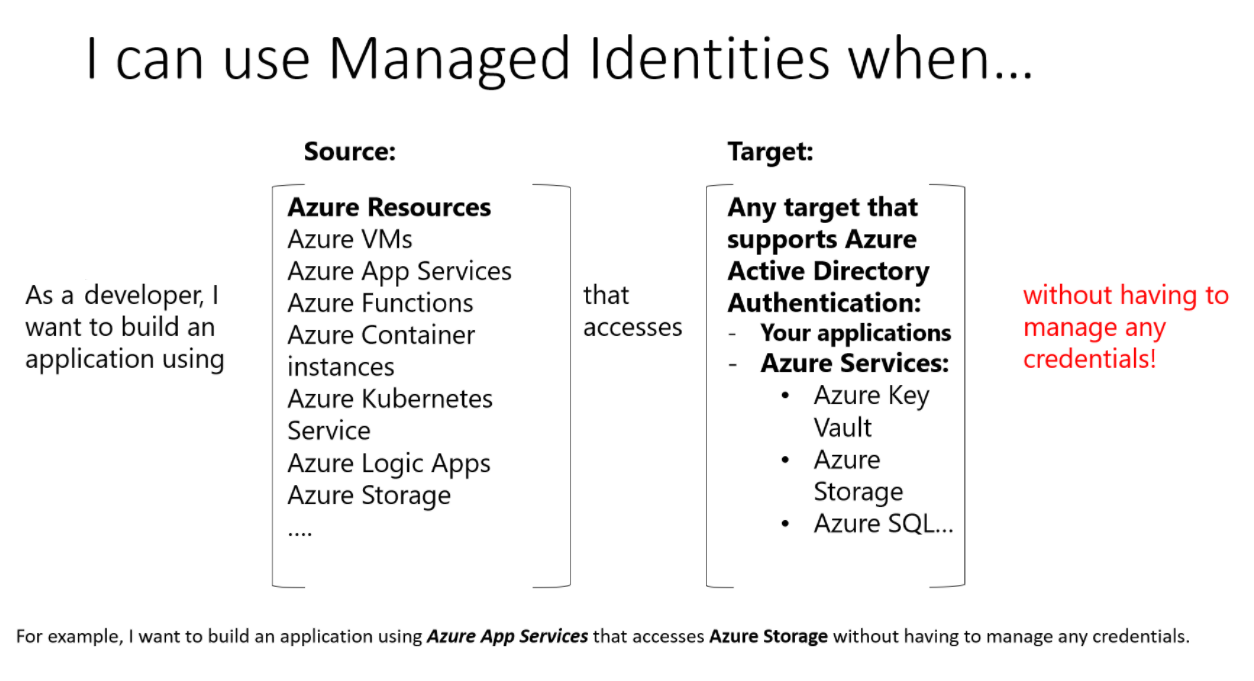 I can use Managed Identities when...
Source:
Target:
As a developer, I
want to build an
application using
Azure Resources
Azure VMs
Azure App Services
Azure Functions
Azure Container
instances
Azure Kubernetes
Service
Azure Logic Apps
Azure Storage
....
that
accesses
Any target that
supports Azure
Active Directory
Authentication:
- Your applications
- Azure Services:
• Azure Key
Vault
• Azure
Storage
• Azure SQL...
without having to
manage any
credentials!
For example, I want to build an application using Azure App Services that accesses Azure Storage without having to manage any credentials.